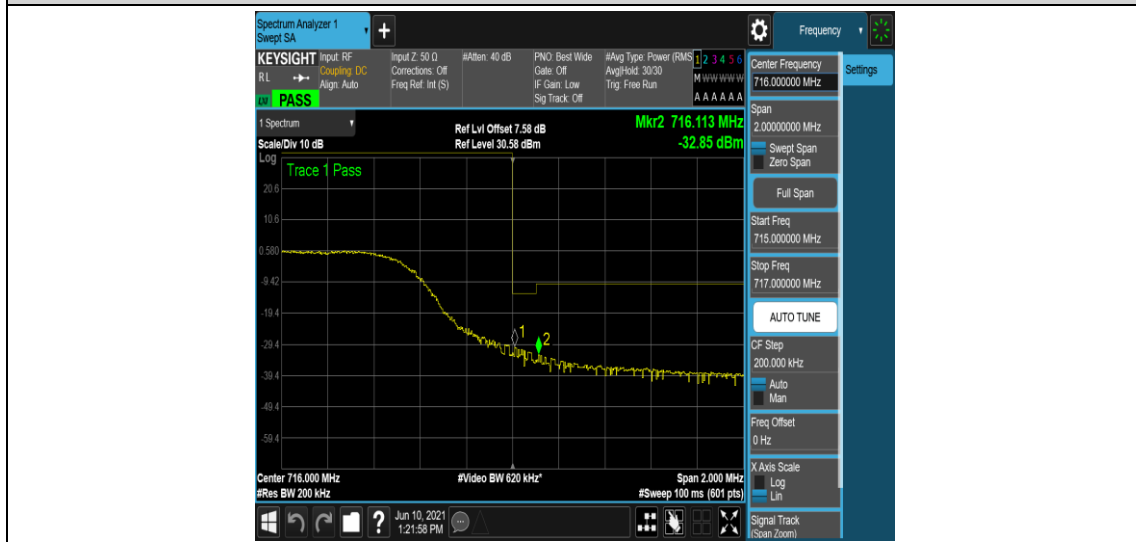 Spectrum Analyzer 1
Swept SA
+
Frequency
KEYSIGHT
RL
PASS
Input: RF
Coupling: DC
Align: Auto
Input Z: 50 Ω
Corrections: Off
Freq Ref: Int (S)
#Atten: 40 dB
PNO: Best Wide
Gate: Off
IF Gain: Low
Sig Track: Off
#Avg Type: Power (RMS
Avg|Hold: 30/30
Trig: Free Run
1 2 3 4 5 6
M W W W W W
A A A A A A
1 Spectrum
Scale/Div 10 dB
Ref Lvl Offset 7.58 dB
Ref Level 30.58 dBm
Mkr2 716.113 MHz
-32.85 dBm
Log
Trace 1 Pass
20.6
10.6
0.580
-9.42
-19.4
-29.4
-39.4
-49.4
-59.4
1
2
Center 716.000 MHz
#Res BW 200 kHz
#Video BW 620 kHz*
Span 2.000 MHz
#Sweep 100 ms (601 pts)
?
Jun 10, 2021
1:21:58 PM
Center Frequency
716.000000 MHz
Settings
Span
2.00000000 MHz
Swept Span
Zero Span
Full Span
Start Freq
715.000000 MHz
Stop Freq
717.000000 MHz
AUTO TUNE
CF Step
200.000 kHz
Auto
Man
Freq Offset
0 Hz
X Axis Scale
Log
Lin
Signal Track
(Span Zoom)